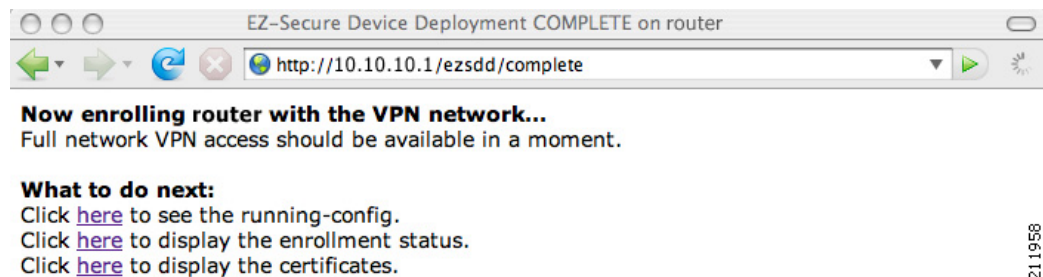 EZ-Secure Device Deployment COMPLETE on router
http://10.10.10.1/ezsdd/complete
Now enrolling router with the VPN network...
Full network VPN access should be available in a moment.
What to do next:
Click here to see the running-config.
Click here to display the enrollment status.
Click here to display the certificates.
211958